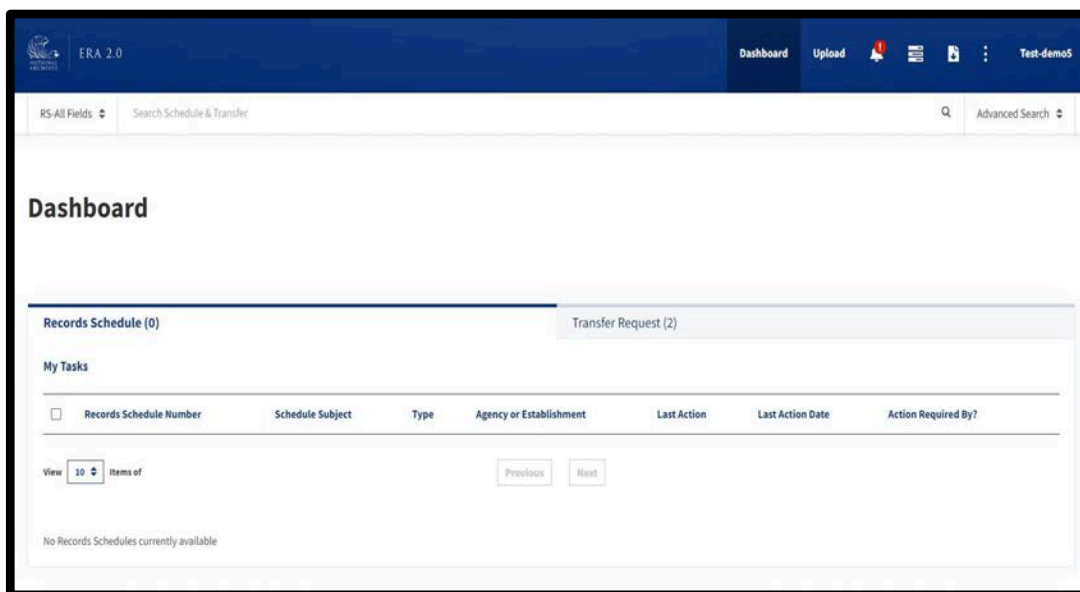 NATIONAL ARCHIVES
ERA 2.0
Dashboard Upload ! Test-demo5
RS-All Fields Search Schedule & Transfer Advanced Search
Dashboard
Records Schedule (0) Transfer Request (2)
My Tasks
Records Schedule Number Schedule Subject Type Agency or Establishment Last Action Last Action Date Action Required By?
View 10 Items of Previous Next
No Records Schedules currently available